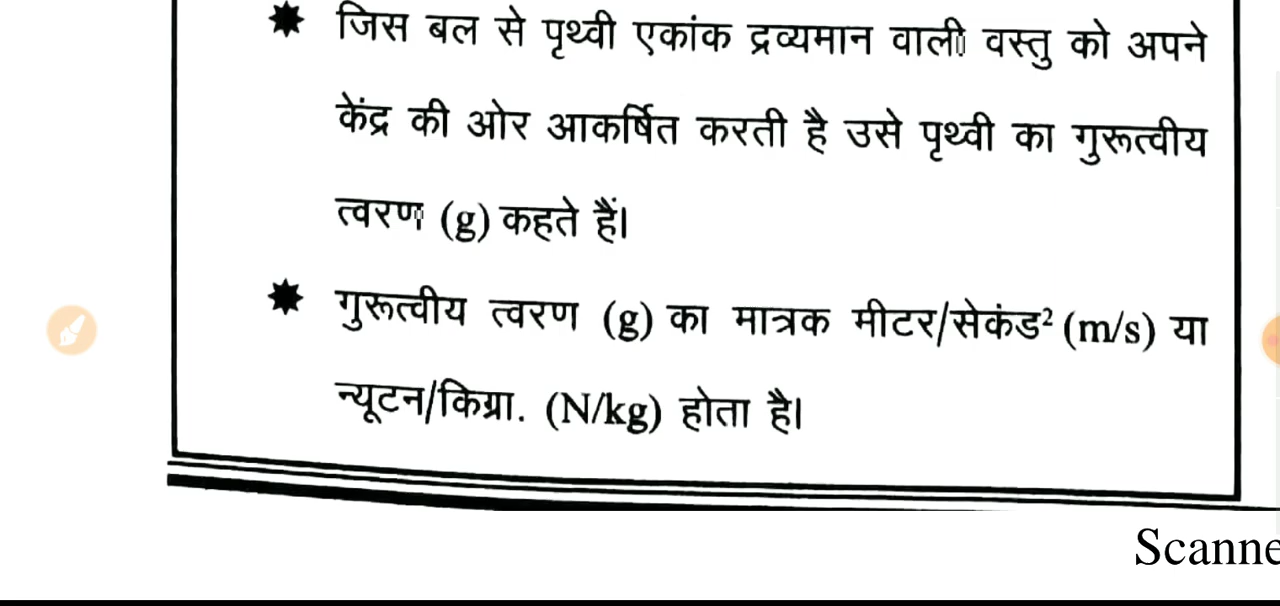 ✷ जिस बल से पृथ्वी एकांक द्रव्यमान वाली वस्तु को अपने
केंद्र की ओर आकर्षित करती है उसे पृथ्वी का गुरूत्वीय
त्वरण (g) कहते हैं।
✷ गुरूत्वीय त्वरण (g) का मात्रक मीटर/सेकंड² (m/s) या
न्यूटन/किग्रा. (N/kg) होता है।
Scanne